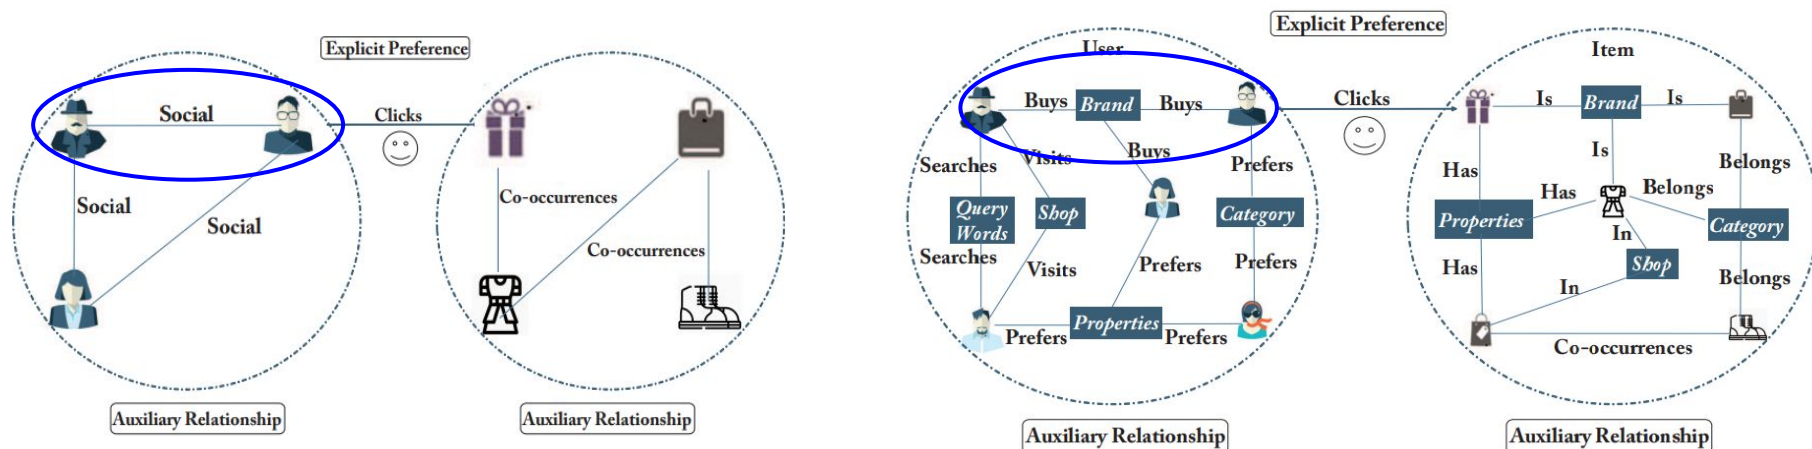 Explicit Preference
Social
Clicks
Social
Social
Co-occurrences
Co-occurrences
Auxiliary Relationship
Auxiliary Relationship
Explicit Preference
User
Item
Buys
Brand
Buys
Clicks
Is
Brand
Is
Searches
Visits
Buys
Prefers
Has
Has
Is
Belongs
Belongs
Query
Words
Shop
Category
Properties
Category
In
Searches
Visits
Prefers
Prefers
Has
In
Shop
Belongs
Prefers
Properties
Prefers
Co-occurrences
Auxiliary Relationship
Auxiliary Relationship